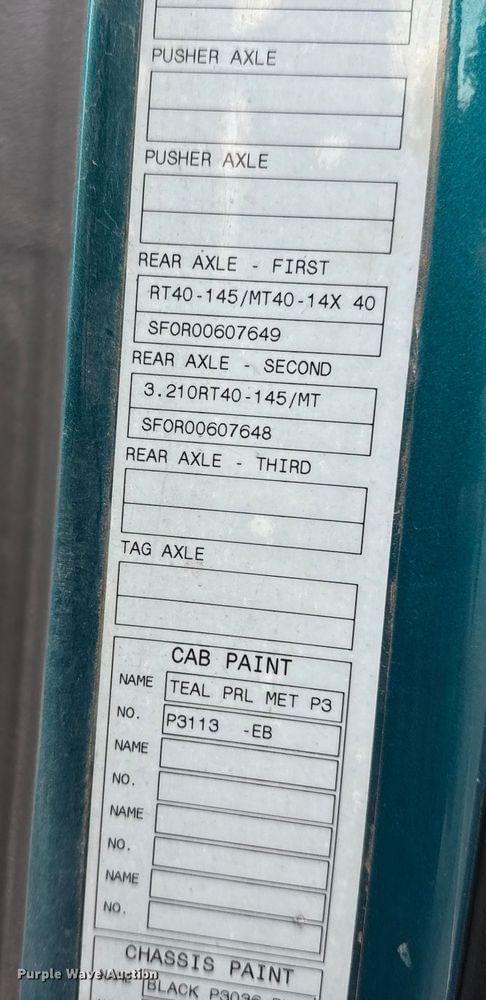 PUSHER AXLE
PUSHER AXLE
REAR AXLE - FIRST
RT40-145/MT40-14X 40
SFOR00607649
REAR AXLE - SECOND
3.210RT40-145/MT
SFOR00607648
REAR AXLE - THIRD
TAG AXLE
CAB PAINT
NAME TEAL PRL MET P3
NO. P3113 -EB
NAME
NO.
NAME
NO.
NAME
NO.
CHASSIS PAINT
BLACK P3036
Purple Wave Auction